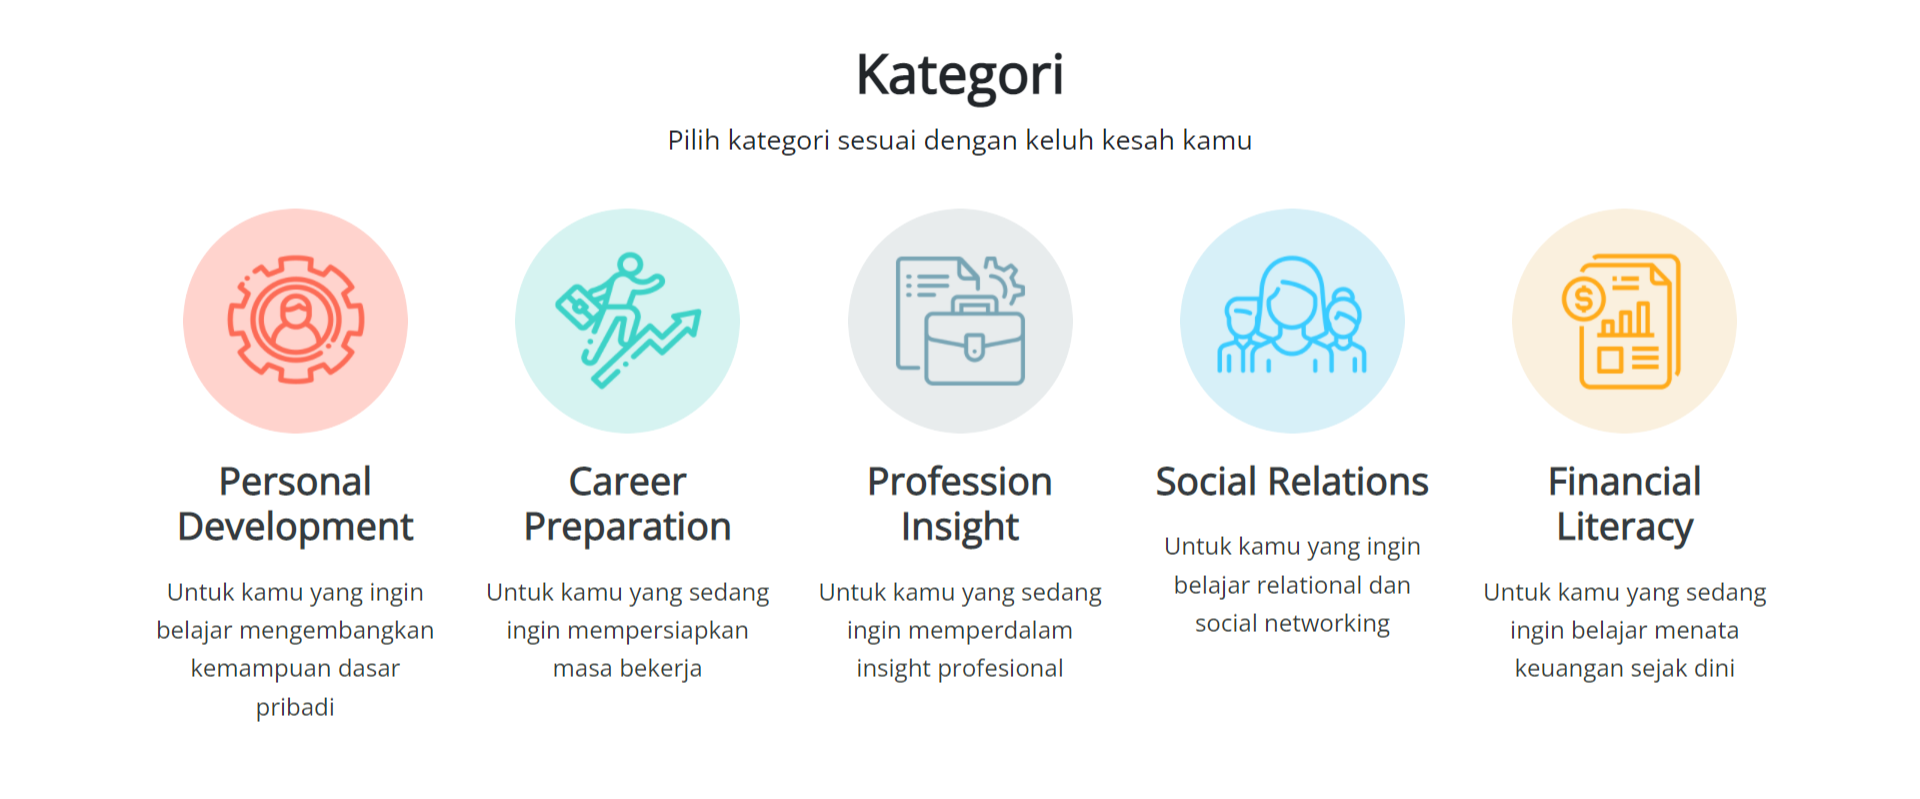 Kategori
Pilih kategori sesuai dengan keluh kesah kamu
Personal
Development
Untuk kamu yang ingin
belajar mengembangkan
kemampuan dasar
pribadi
Career
Preparation
Untuk kamu yang sedang
ingin mempersiapkan
masa bekerja
Profession
Insight
Untuk kamu yang sedang
ingin memperdalam
insight profesional
Social Relations
Untuk kamu yang ingin
belajar relational dan
social networking
Financial
Literacy
Untuk kamu yang sedang
ingin belajar menata
keuangan sejak dini